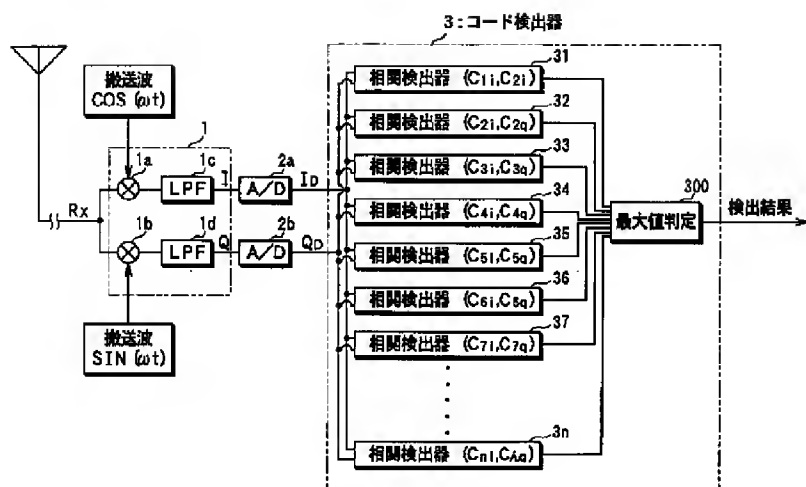 3:コード検出器
搬送波
COS (ωt)
1
1a
1c
LPF
I
2a
A/D
ID
Rx
1b
1d
LPF
Q
2b
A/D
QD
搬送波
SIN (ωt)
31
相関検出器 (C1i,C2i)
32
相関検出器 (C2i,C2q)
33
相関検出器 (C3i,C3q)
34
相関検出器 (C4i,C4q)
35
相関検出器 (C5i,C5q)
36
相関検出器 (C6i,C6q)
37
相関検出器 (C7i,C7q)
3n
相関検出器 (Cni,Cnq)
300
最大値判定
検出結果